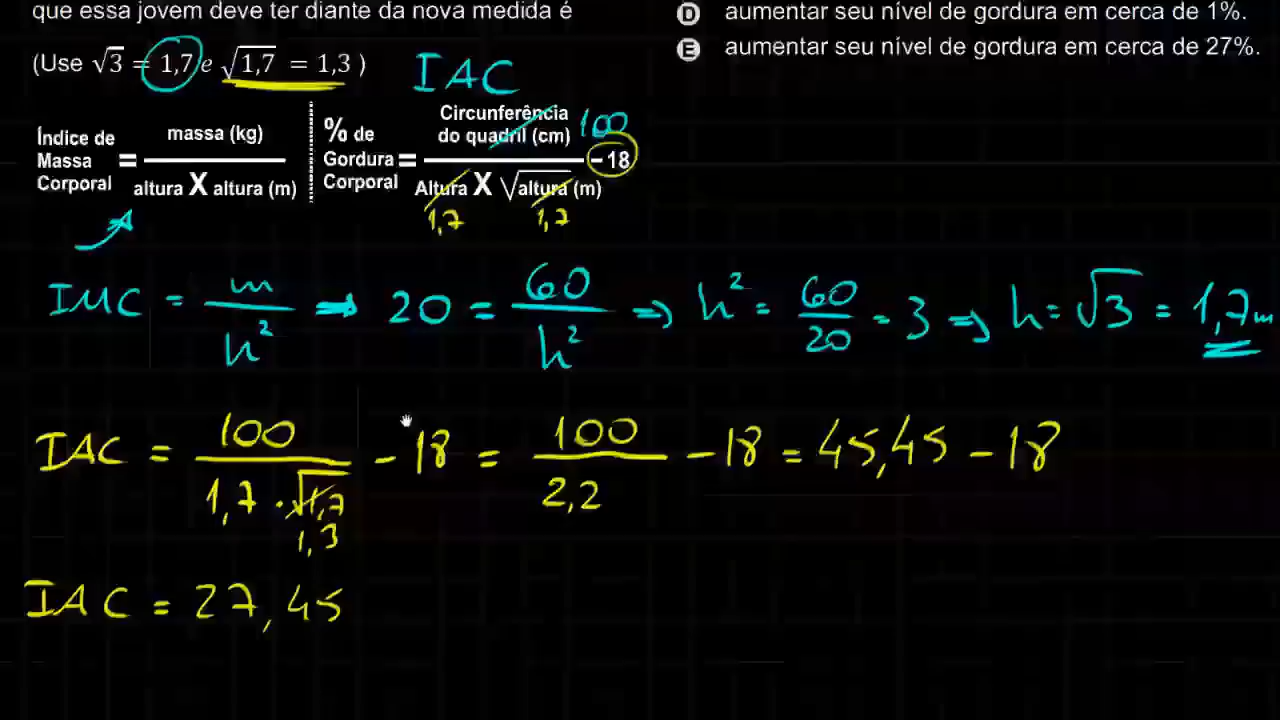 que essa jovem deve ter diante da nova medida é
(Use √3 = 1,7 e √1,7 = 1,3 )
IAC
D aumentar seu nível de gordura em cerca de 1%.
E aumentar seu nível de gordura em cerca de 27%.
Índice de Massa Corporal = massa (kg) / altura X altura (m)
% de Gordura Corporal = Circunferência do quadril (cm) / Altura X √altura (m) - 18
100
1,7 1,7
IMC = m / h² ⇒ 20 = 60 / h² ⇒ h² = 60 / 20 = 3 ⇒ h = √3 = 1,7m
IAC = 100 / 1,7 · √1,7 - 18 = 100 / 2,2 - 18 = 45,45 - 18
1,3
IAC = 27,45